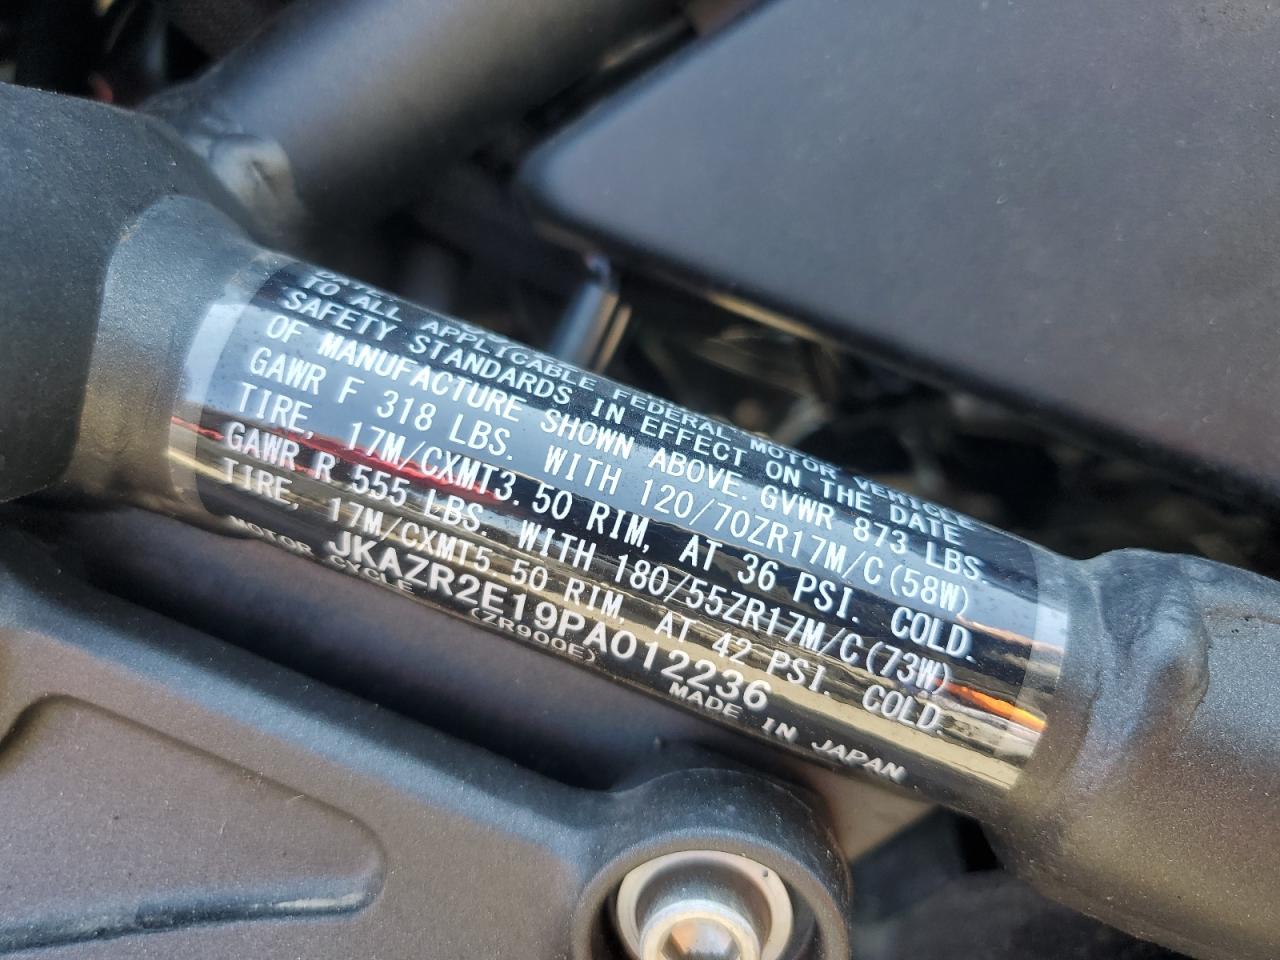 TO ALL APPLICABLE FEDERAL MOTOR VEHICLE
SAFETY STANDARDS IN EFFECT ON THE DATE
OF MANUFACTURE SHOWN ABOVE. GVWR 873 LBS.
GAWR F 318 LBS. WITH 120/70ZR17M/C(58W)
TIRE, 17M/CXMT3.50 RIM, AT 36 PSI. COLD.
GAWR R 555 LBS. WITH 180/55ZR17M/C(73W)
TIRE, 17M/CXMT5.50 RIM, AT 42 PSI. COLD.
JKAZR2E19PA012236
MOTOR CYCLE (ZR900E) MADE IN JAPAN